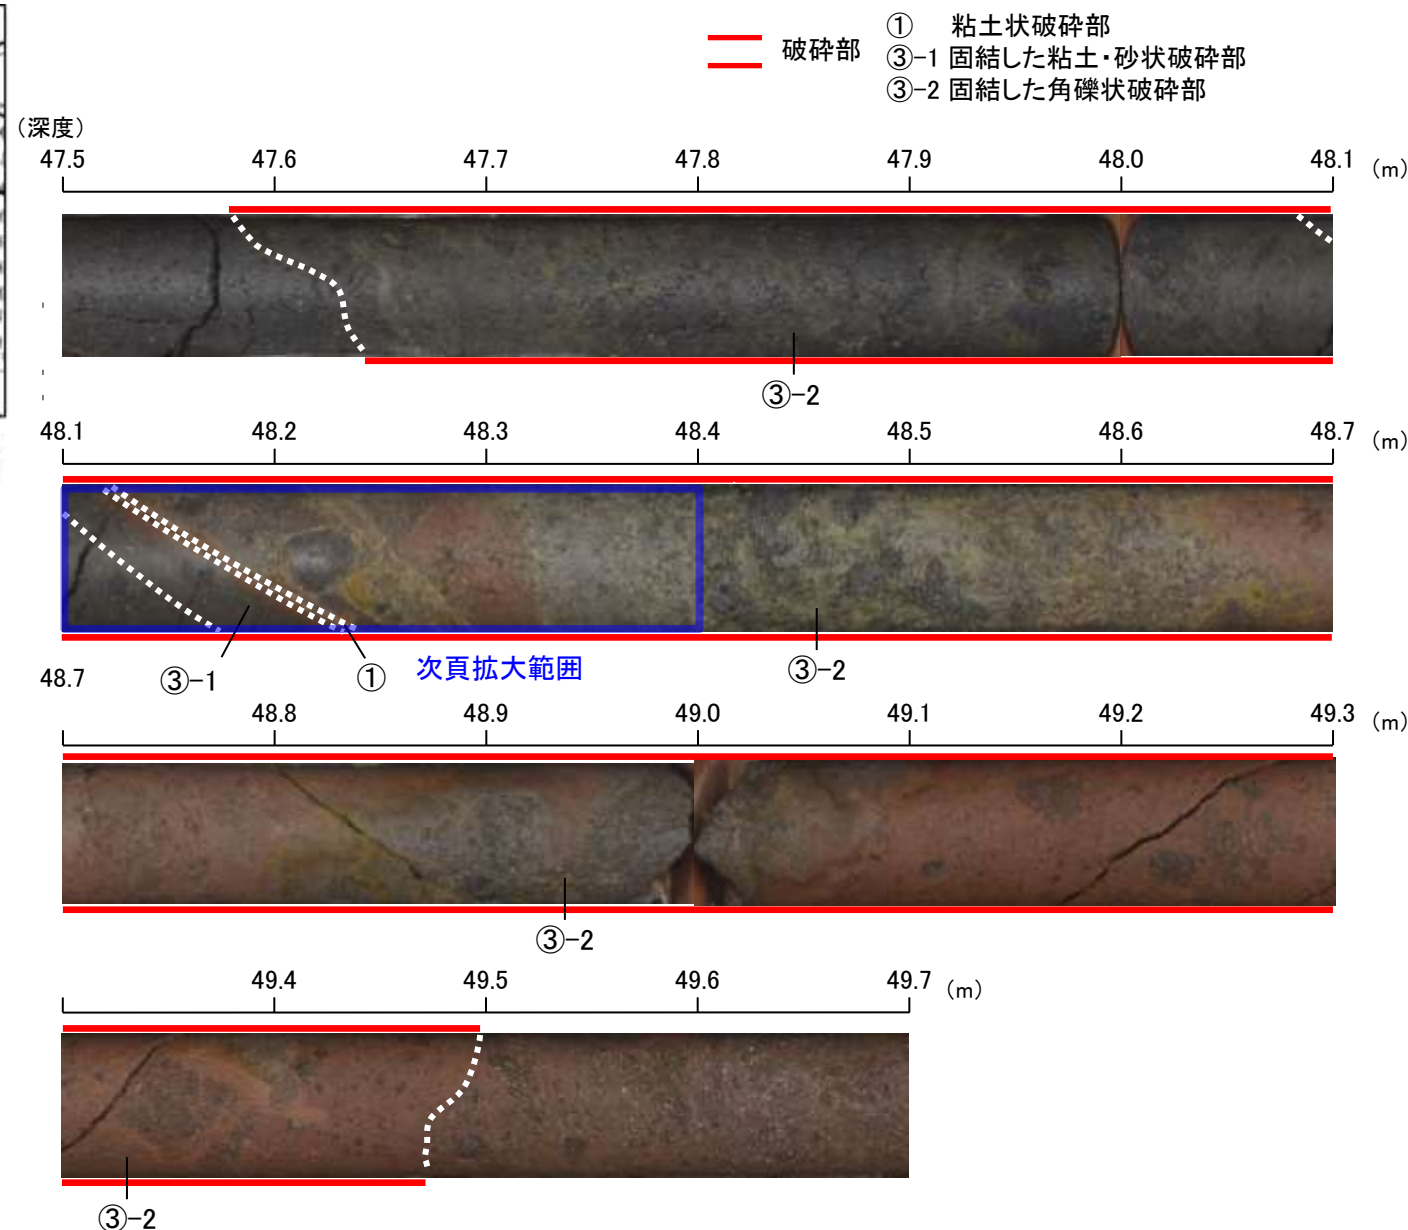 ① 粘土状破砕部
破砕部 ③-1 固結した粘土・砂状破砕部
③-2 固結した角礫状破砕部
(深度)
47.5 47.6 47.7 47.8 47.9 48.0 48.1 (m)
③-2
48.1 48.2 48.3 48.4 48.5 48.6 48.7 (m)
③-1 ① 次頁拡大範囲 ③-2
48.7
48.8 48.9 49.0 49.1 49.2 49.3 (m)
③-2
49.4 49.5 49.6 49.7 (m)
③-2